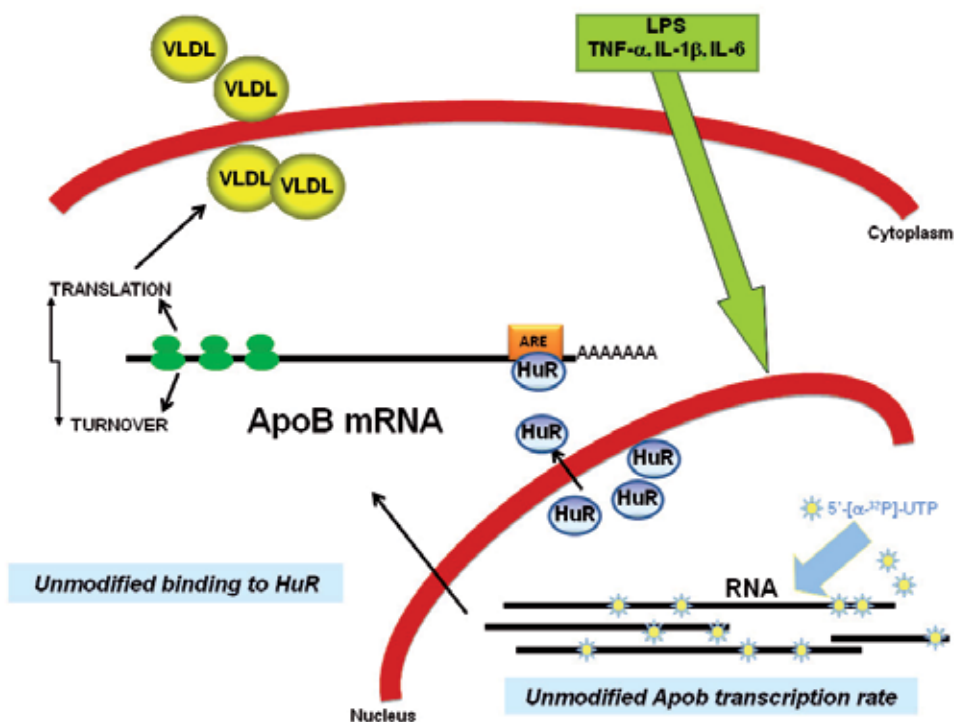 VLDL
LPS
TNF-α, IL-1β, IL-6
VLDL
VLDL
VLDL
Cytoplasm
TRANSLATION
ARE
AAAAAAA
HuR
TURNOVER
ApoB mRNA
HuR
HuR
HuR
HuR
5'-[α-³²P]-UTP
Unmodified binding to HuR
RNA
Unmodified Apob transcription rate
Nucleus